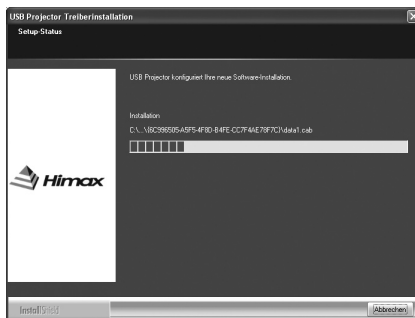 USB Projector Treiberinstallation
Setup-Status
USB Projector konfiguriert Ihre neue Software-Installation.
Installation
C:\...\{6C996505-A5F5-4F8D-B4FE-CC7F4AE78F7C}\data1.cab
Himax
InstallShield
Abbrechen